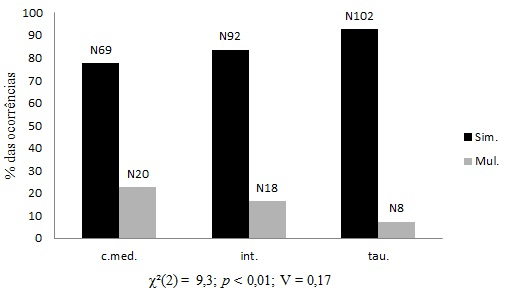 % das ocorrências
100
90
80
70
60
50
40
30
20
10
0
N69
N20
N92
N18
N102
N8
Sim.
Mul.
c.med.
int.
tau.
χ²(2) = 9,3; p < 0,01; V = 0,17